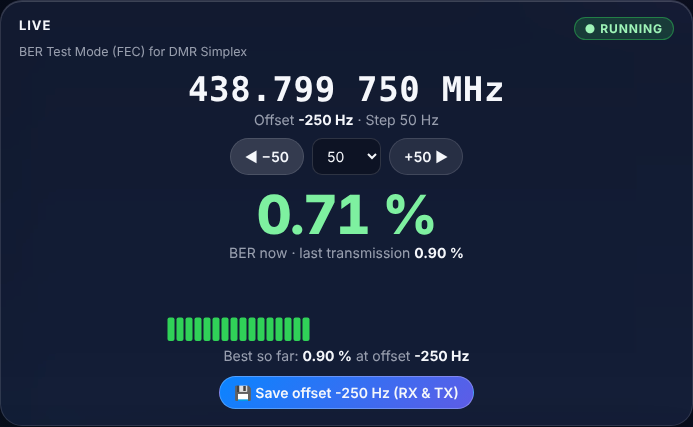 LIVE
● RUNNING
BER Test Mode (FEC) for DMR Simplex
438.799 750 MHz
Offset -250 Hz · Step 50 Hz
◀ −50
50
+50 ▶
0.71 %
BER now · last transmission 0.90 %
Best so far: 0.90 % at offset -250 Hz
💾 Save offset -250 Hz (RX & TX)